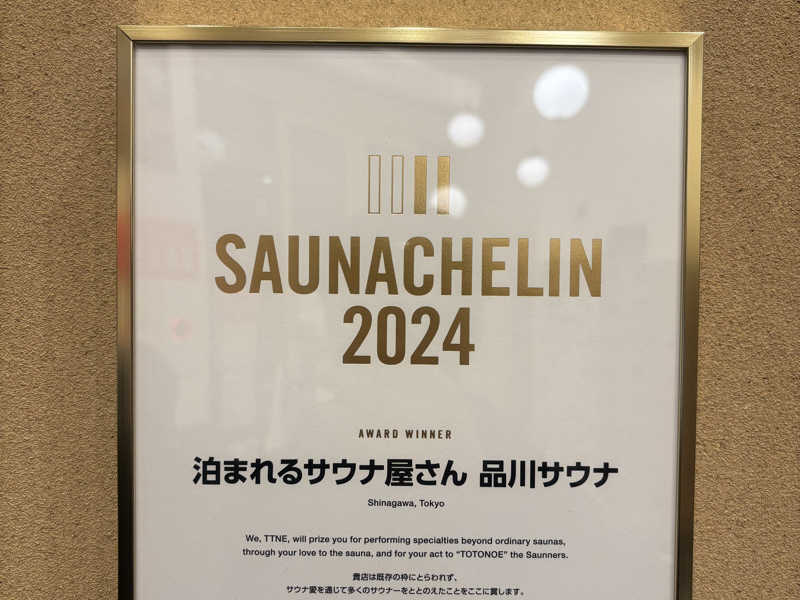 SAUNACHELIN
2024
AWARD WINNER
泊まれるサウナ屋さん 品川サウナ
Shinagawa, Tokyo
We, TTNE, will prize you for performing specialties beyond ordinary saunas,
through your love to the sauna, and for your act to “TOTONOE” the Saunners.
貴店は既存の枠にとらわれず、
サウナ愛を通じて多くのサウナーをととのえたことをここに賞します。